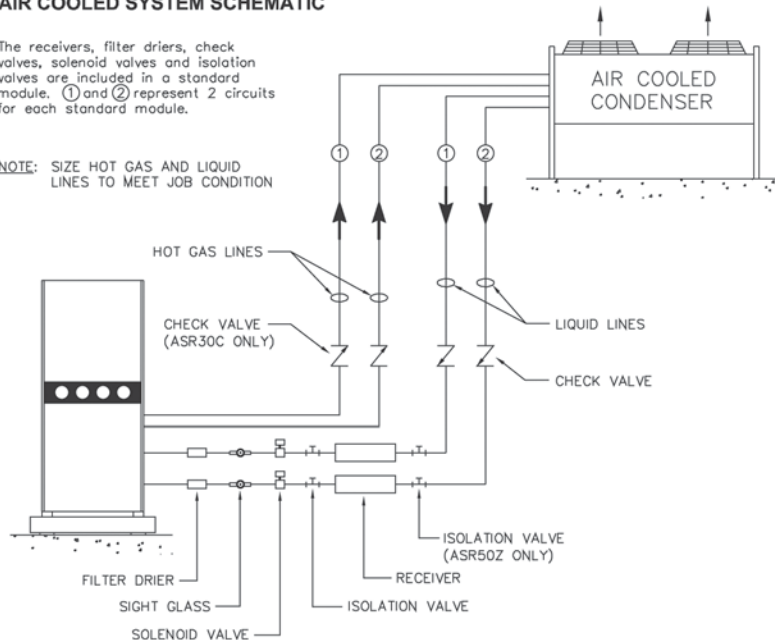 AIR COOLED SYSTEM SCHEMATIC
The receivers, filter driers, check
valves, solenoid valves and isolation
valves are included in a standard
module. ① and ② represent 2 circuits
for each standard module.
NOTE: SIZE HOT GAS AND LIQUID
LINES TO MEET JOB CONDITION
AIR COOLED
CONDENSER
① ② ① ②
HOT GAS LINES
CHECK VALVE
(ASR30C ONLY)
LIQUID LINES
CHECK VALVE
ISOLATION VALVE
(ASR50Z ONLY)
FILTER DRIER
RECEIVER
SIGHT GLASS
ISOLATION VALVE
SOLENOID VALVE